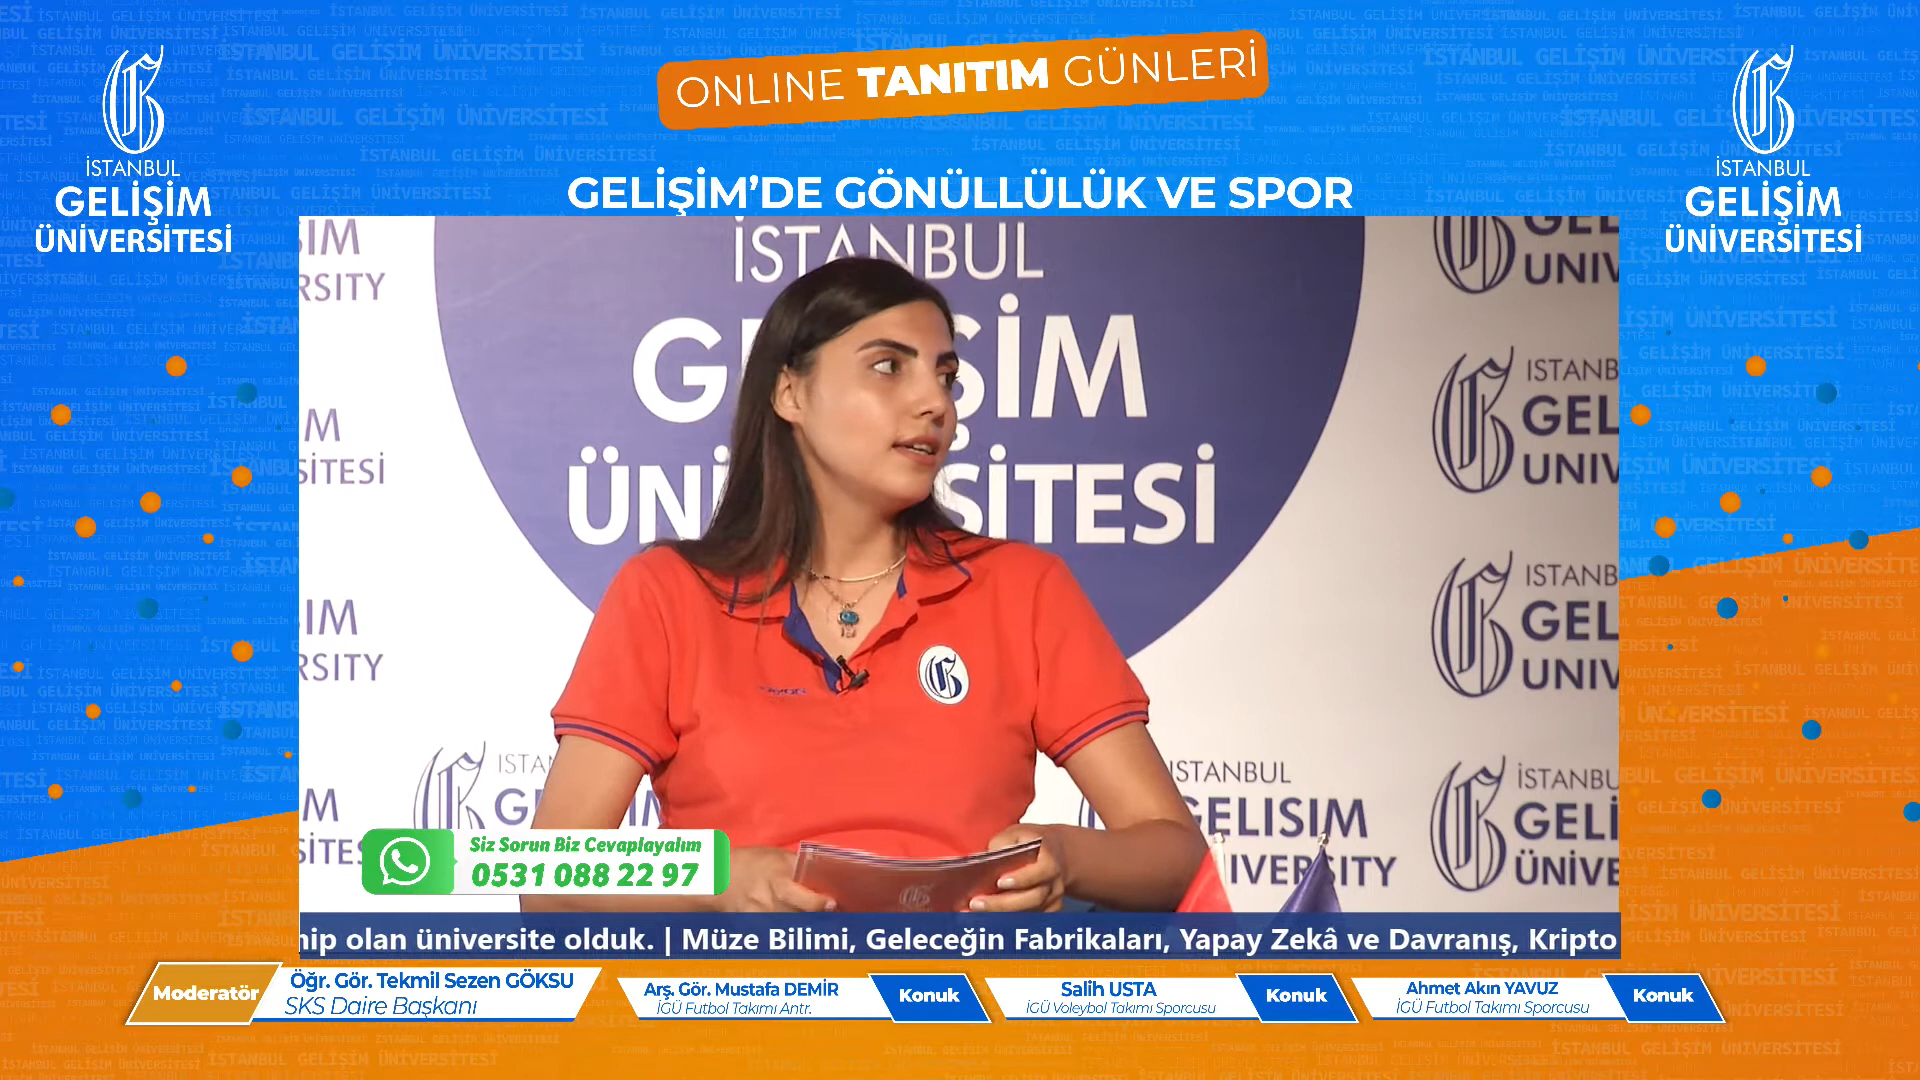 ONLINE TANITIM GÜNLERİ
İSTANBUL
GELİŞİM
ÜNİVERSİTESİ
İSTANBUL
GELİŞİM
ÜNİVERSİTESİ
GELİŞİM’DE GÖNÜLLÜLÜK VE SPOR
İSTANBUL
ÜNİVERSİTESİ
GELISIM
Siz Sorun Biz Cevaplayalım
0531 088 22 97
olan üniversite olduk. | Müze Bilimi, Geleceğin Fabrikaları, Yapay Zekâ ve Davranış, Kripto
Moderatör
Öğr. Gör. Tekmil Sezen GÖKSU
SKS Daire Başkanı
Arş. Gör. Mustafa DEMİR
İGÜ Futbol Takımı Antr.
Konuk
Salih USTA
İGÜ Voleybol Takımı Sporcusu
Konuk
Ahmet Akın YAVUZ
İGÜ Futbol Takımı Sporcusu
Konuk